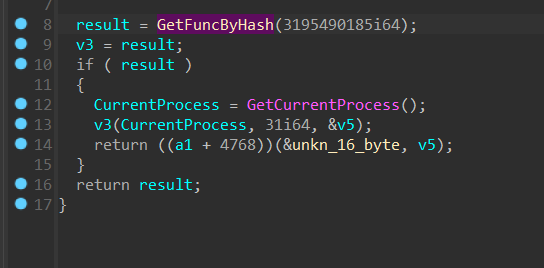 7
8 result = GetFuncByHash(3195490185i64);
9 v3 = result;
10 if ( result )
11 {
12 CurrentProcess = GetCurrentProcess();
13 v3(CurrentProcess, 31i64, &v5);
14 return ((a1 + 4768))(&unkn_16_byte, v5);
15 }
16 return result;
17 }